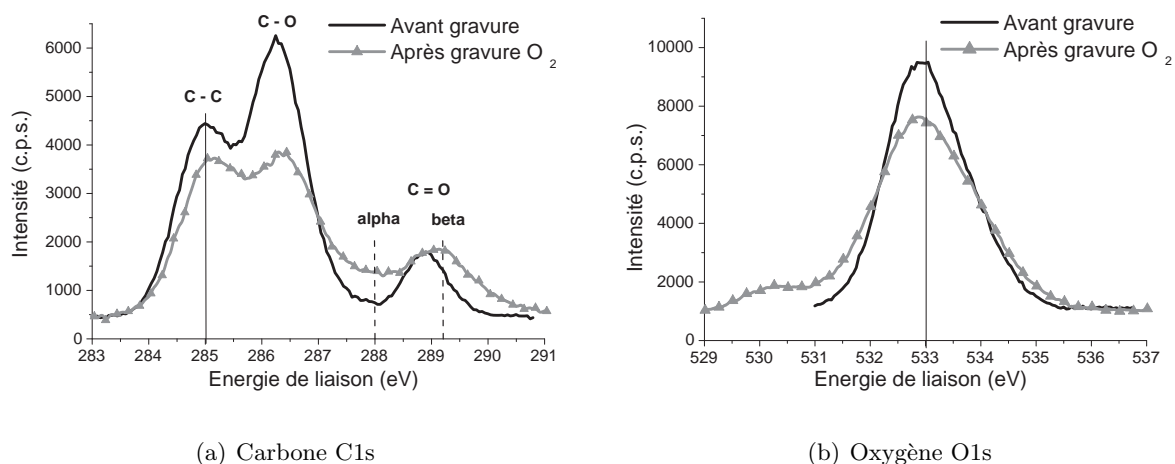 C - O
Avant gravure
Après gravure O 2
C - C
C = O
alpha
beta
6000
5000
4000
3000
2000
1000
0
Intensité (c.p.s.)
283 284 285 286 287 288 289 290 291
Energie de liaison (eV)
(a) Carbone C1s
Avant gravure
Après gravure O 2
10000
8000
6000
4000
2000
0
Intensité (c.p.s.)
529 530 531 532 533 534 535 536 537
Energie de liaison (eV)
(b) Oxygène O1s